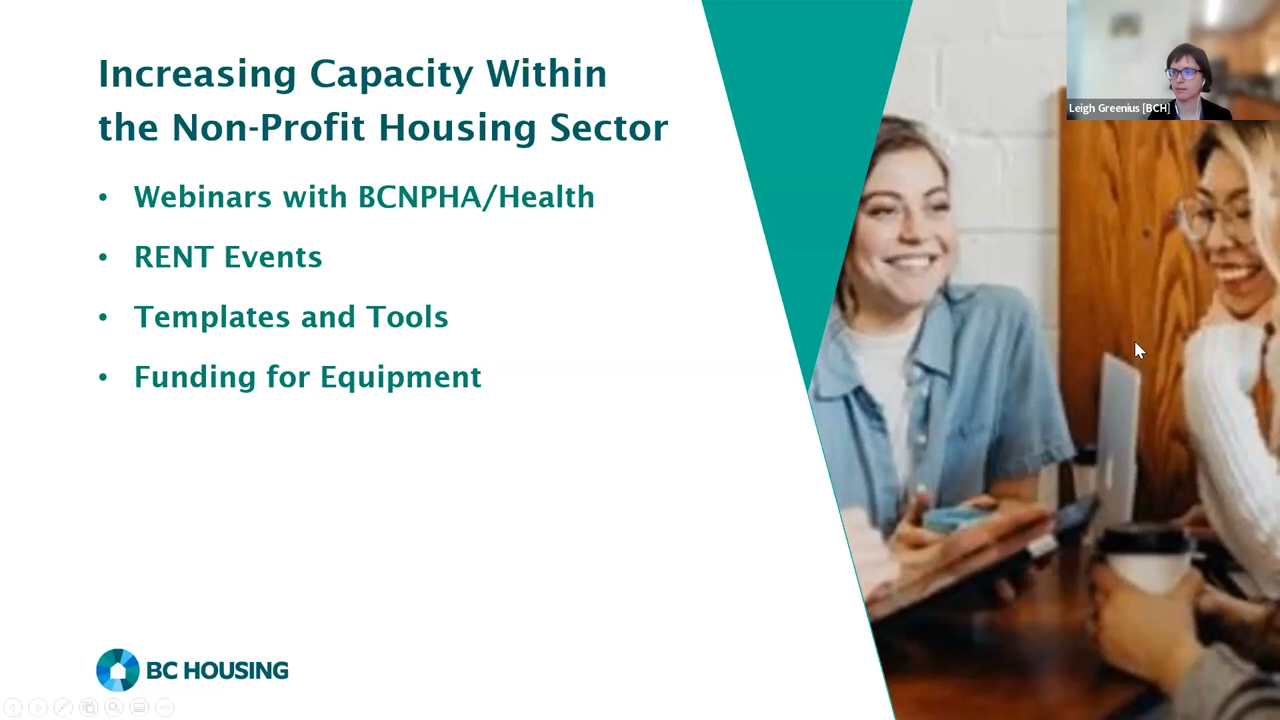 Increasing Capacity Within
the Non-Profit Housing Sector
• Webinars with BCNPHA/Health
• RENT Events
• Templates and Tools
• Funding for Equipment
BC HOUSING
Leigh Greenius [BCH]